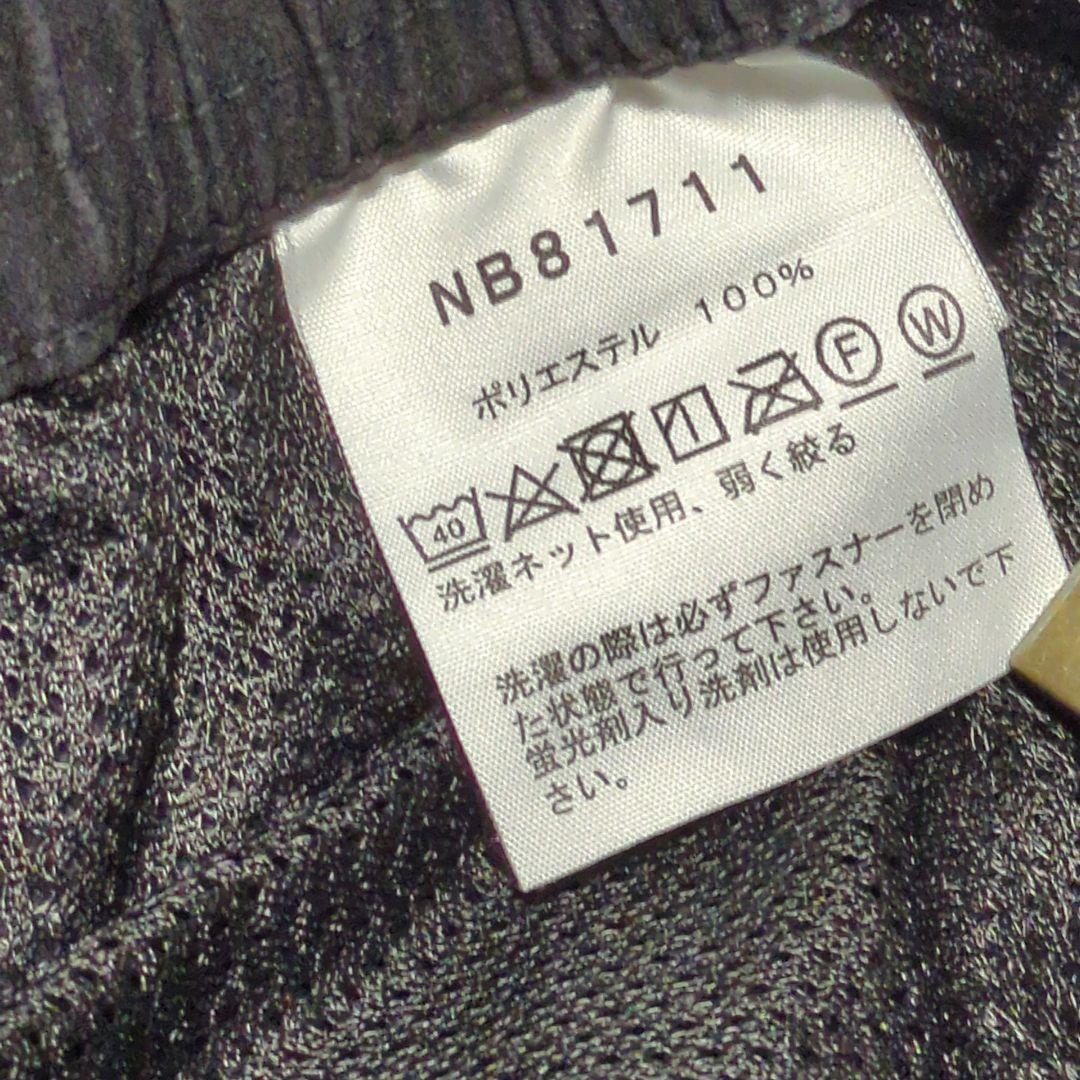 NB81711
ポリエステル 100%
40 F W
洗濯ネット使用、弱く絞る
洗濯の際は必ずファスナーを閉め
た状態で行って下さい。
蛍光剤入り洗剤は使用しないで下
さい。